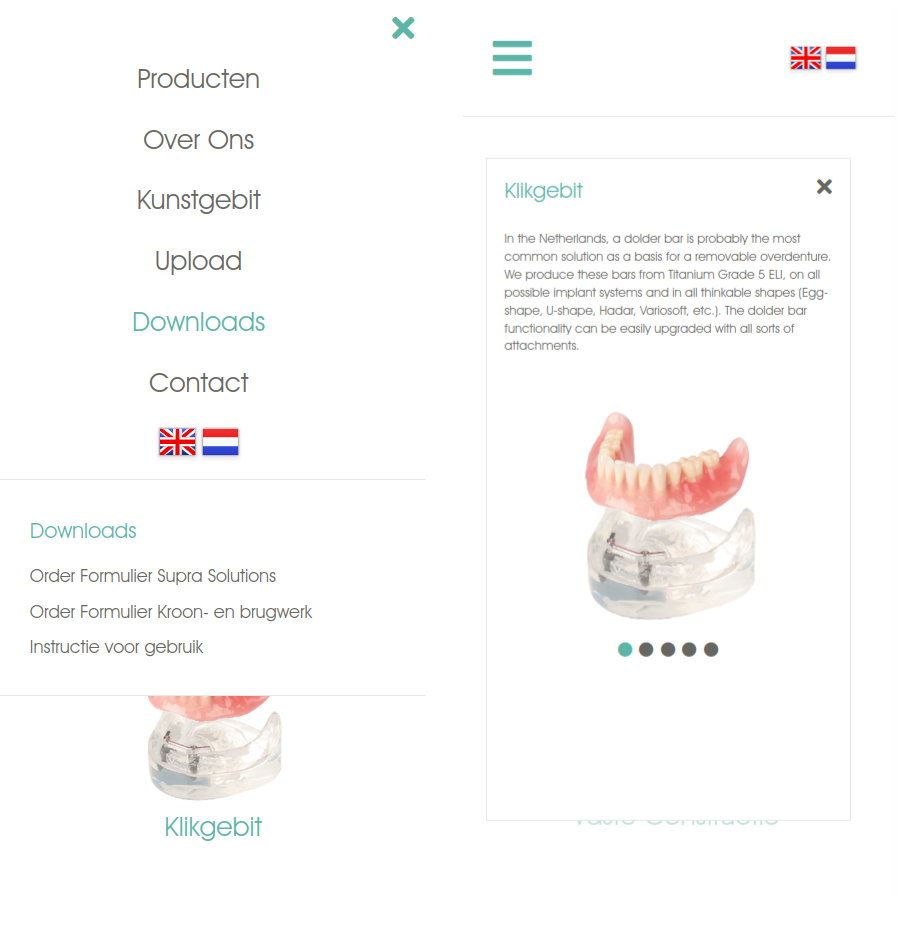 Producten
Over Ons
Kunstgebit
Upload
Downloads
Contact
Downloads
Order Formulier Supra Solutions
Order Formulier Kroon- en brugwerk
Instructie voor gebruik
Klikgebit
Klikgebit
In the Netherlands, a dolder bar is probably the most
common solution as a basis for a removable overdenture.
We produce these bars from Titanium Grade 5 ELI, on all
possible implant systems and in all thinkable shapes (Egg-
shape, U-shape, Hadar, Variosoft, etc.). The dolder bar
functionality can be easily upgraded with all sorts of
attachments.